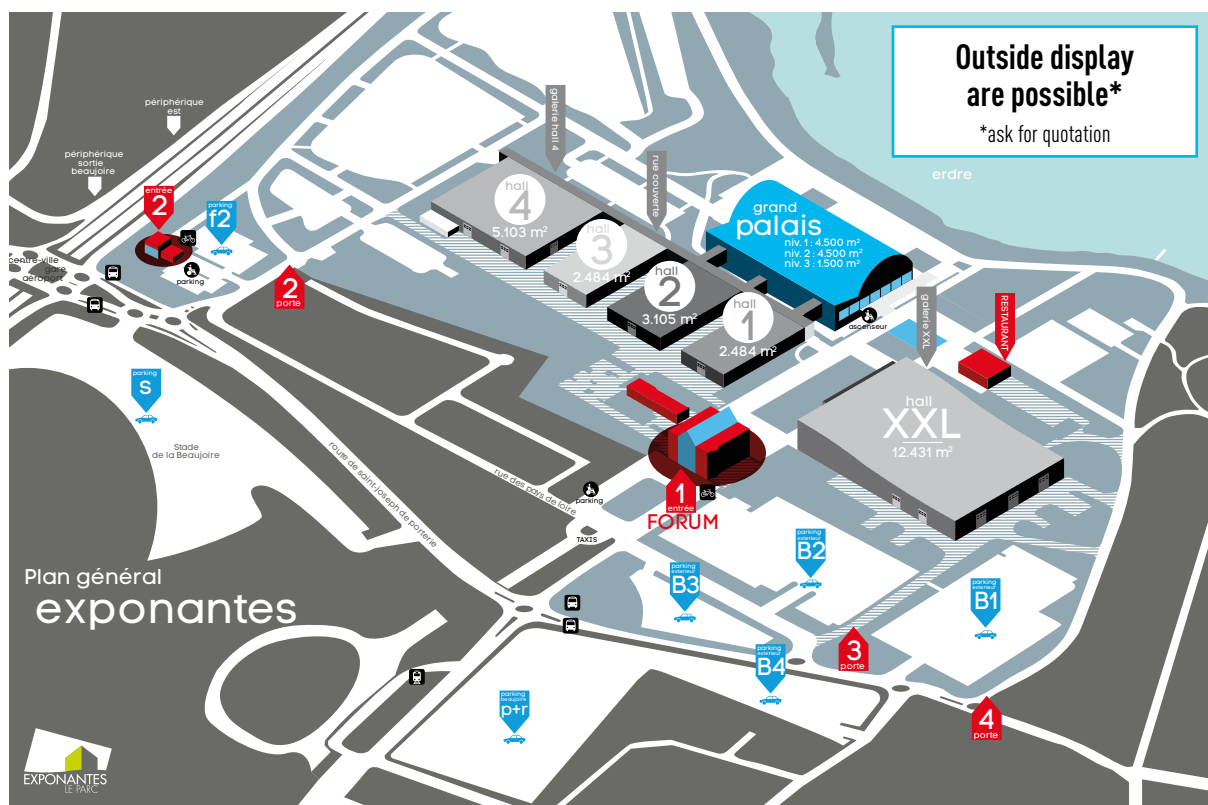 Outside display
are possible*
*ask for quotation
erdre
périphérique
est
périphérique
sortie
beaujoire
entrée
2
parking
f2
centre-ville
gare
aéroport
parking
2
porte
galerie hall 4
rue couverte
hall
4
5.103 m²
hall
3
2.484 m²
hall
2
3.105 m²
hall
1
2.484 m²
grand
palais
niv. 1 : 4.500 m²
niv. 2 : 4.500 m²
niv. 3 : 1.500 m²
ascenseur
galerie XXL
RESTAURANT
hall
XXL
12.431 m²
parking
s
Stade
de la Beaujoire
route de saint-joseph de porterie
rue des pays de loire
parking
TAXIS
1
entrée
FORUM
parking
exterieur
B2
parking
exterieur
B3
parking
exterieur
B1
parking
exterieur
B4
3
porte
4
porte
parking
beaujoire
p+r
Plan général
exponantes
EXPONANTES
LE PARC